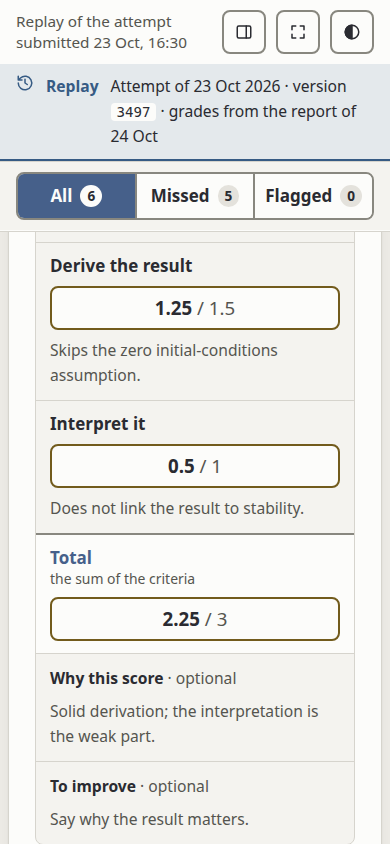 Replay of the attempt
submitted 23 Oct, 16:30
Replay
Attempt of 23 Oct 2026 · version
3497 · grades from the report of
24 Oct
All 6
Missed 5
Flagged 0
Derive the result
1.25 / 1.5
Skips the zero initial-conditions
assumption.
Interpret it
0.5 / 1
Does not link the result to stability.
Total
the sum of the criteria
2.25 / 3
Why this score · optional
Solid derivation; the interpretation is
the weak part.
To improve · optional
Say why the result matters.